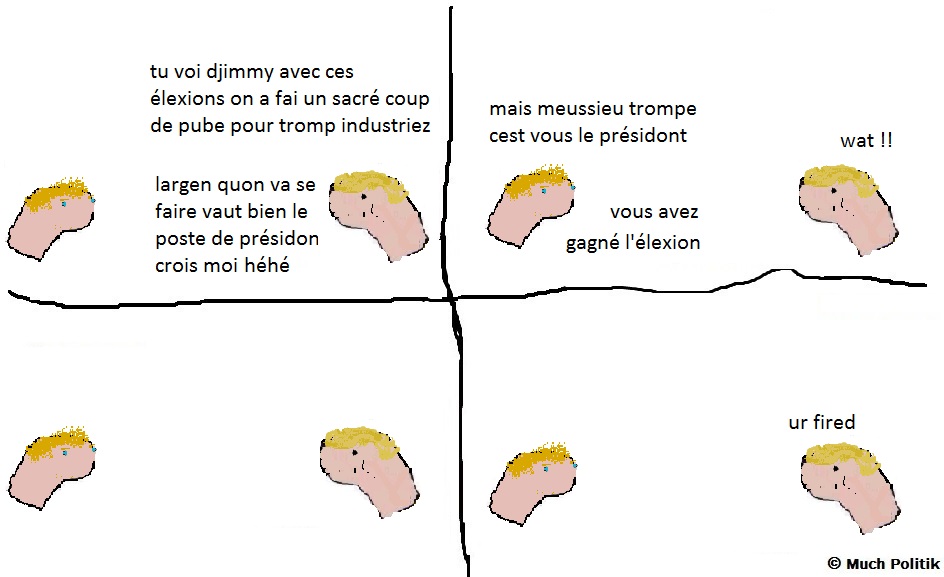 tu voi djimmy avec ces
élexions on a fai un sacré coup
de pube pour tromp industriez
largen quon va se
faire vaut bien le
poste de présidon
crois moi héhé
mais meussieu trompe
cest vous le présidont
wat !!
vous avez
gagné l'élexion
ur fired
© Much Politik